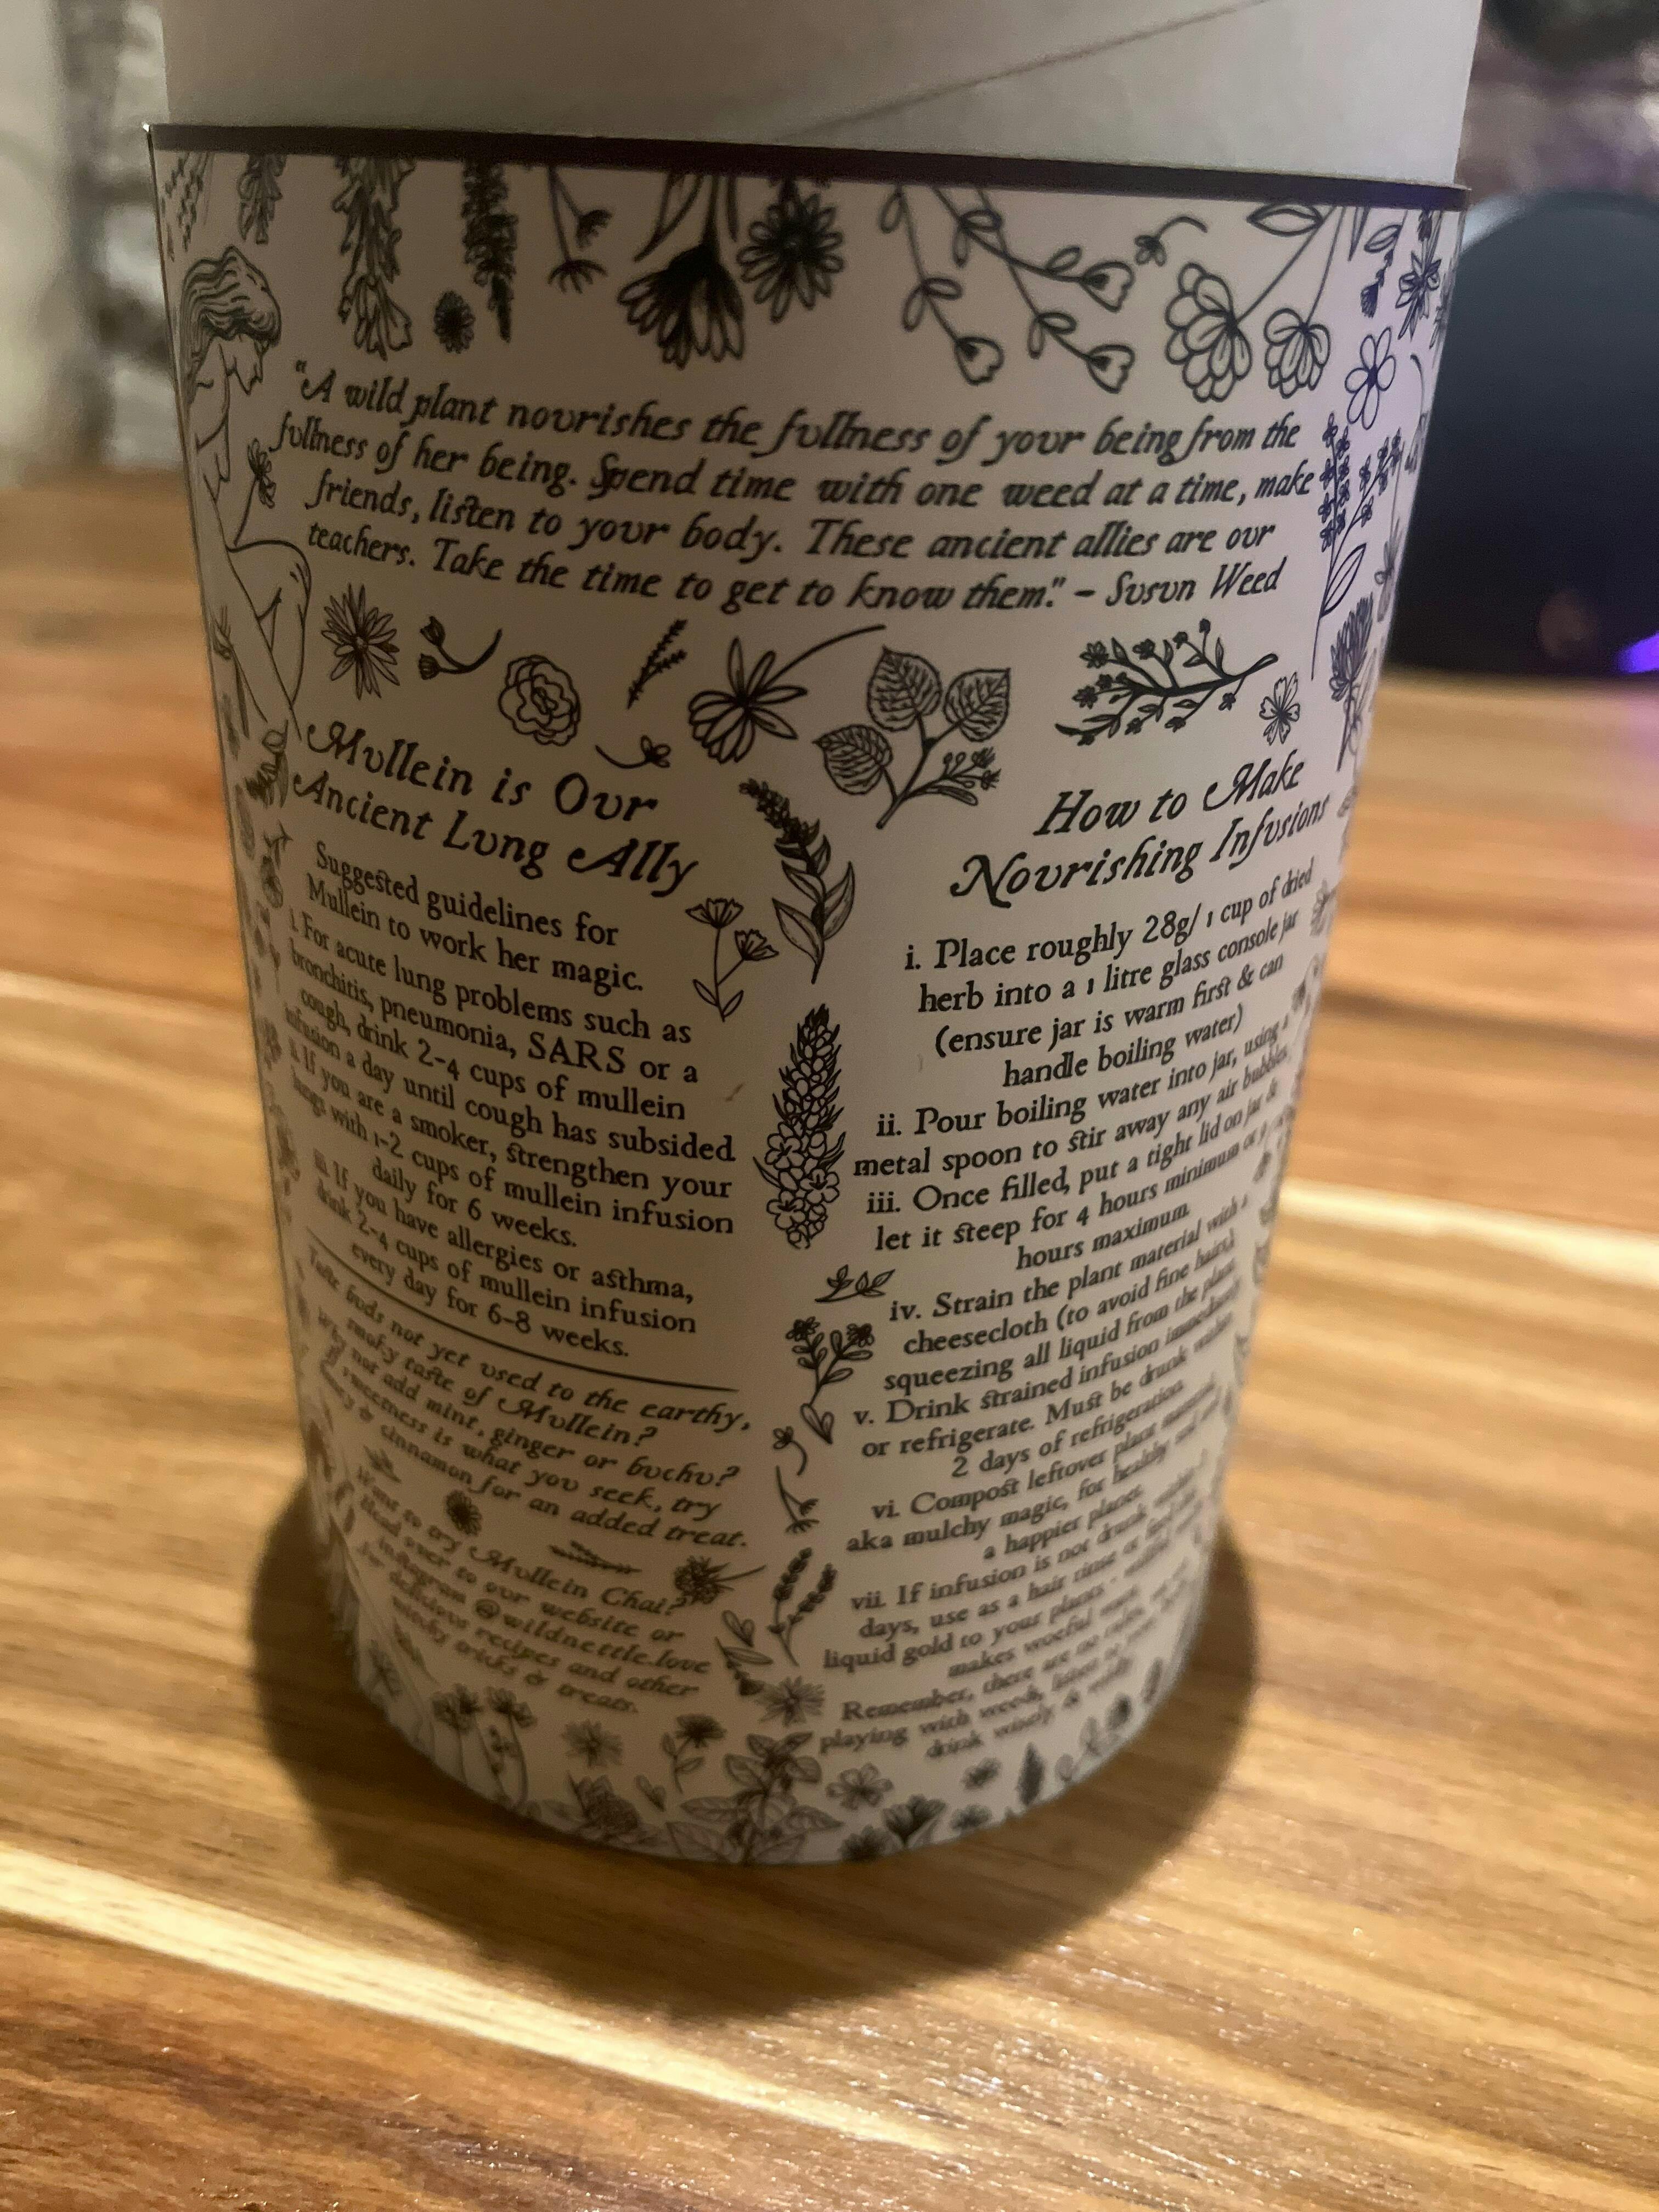 "A wild plant nourishes the fullness of your being from the
fullness of her being. Spend time with one weed at a time, make
friends, listen to your body. These ancient allies are our
teachers. Take the time to get to know them." - Susun Weed
Mullein is Our
Ancient Lung Ally
Suggested guidelines for
Mullein to work her magic.
i. For acute lung problems such as
bronchitis, pneumonia, SARS or a
cough, drink 2-4 cups of mullein
infusion a day until cough has subsided
ii. If you are a smoker, strengthen your
lungs with 1-2 cups of mullein infusion
daily for 6 weeks.
iii. If you have allergies or asthma,
drink 2-4 cups of mullein infusion
every day for 6-8 weeks.
Taste buds not yet used to the earthy,
smoky taste of Mullein?
Why not add mint, ginger or buchu?
If sweetness is what you seek, try
honey & cinnamon for an added treat.
Want to try Mullein Chai?
Head over to our website or
instagram @wildnettle.love
for delicious recipes and other
witchy tricks & treats.
How to Make
Nourishing Infusions
i. Place roughly 28g/ 1 cup of dried
herb into a 1 litre glass console jar
(ensure jar is warm first & can
handle boiling water)
ii. Pour boiling water into jar, using a
metal spoon to stir away any air bubbles
iii. Once filled, put a tight lid on jar &
let it steep for 4 hours minimum or
hours maximum.
iv. Strain the plant material with a
cheesecloth (to avoid fine hairs)
squeezing all liquid from the plant
v. Drink strained infusion immediately
or refrigerate. Must be drunk within
2 days of refrigeration.
vi. Compost leftover plant material
aka mulchy magic, for healthy soil and
a happier planet.
vii. If infusion is not drunk within
days, use as a hair rinse or feed
liquid gold to your plants -
makes
Remember, there are no rules
playing with weeds, listen to your
drink wisely & wildly